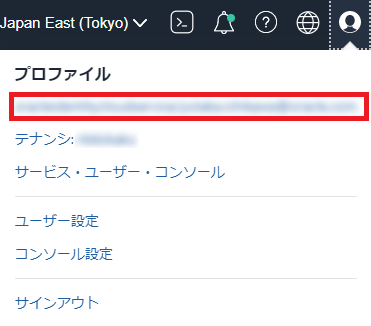 Japan East (Tokyo)
プロファイル
テナンシ:
サービス・ユーザー・コンソール
ユーザー設定
コンソール設定
サインアウト